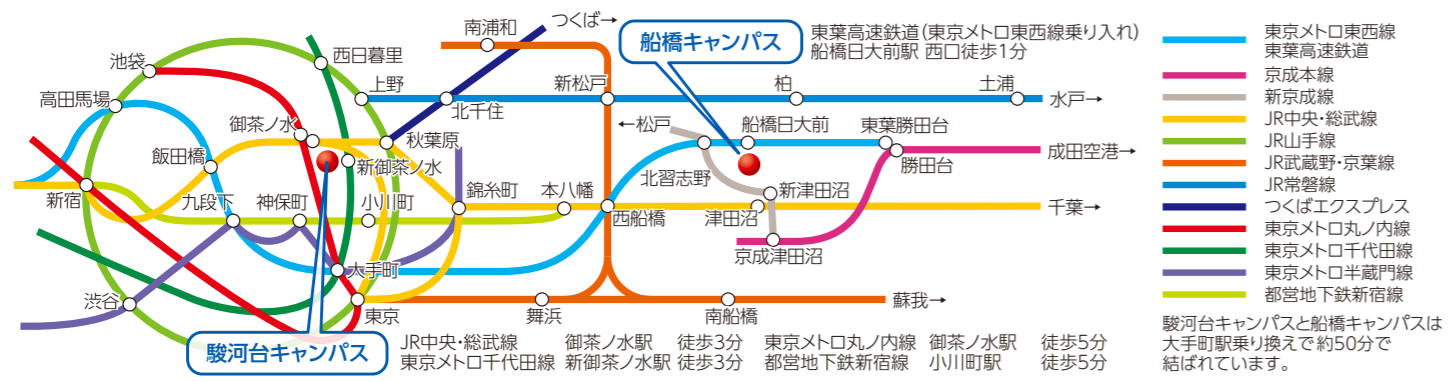 つくば→
南浦和
船橋キャンパス
東葉高速鉄道（東京メトロ東西線乗り入れ）
船橋日大前駅 西口徒歩1分
西日暮里
池袋
上野
北千住
新松戸
柏
土浦
水戸→
高田馬場
御茶ノ水
秋葉原
←松戸
船橋日大前
東葉勝田台
飯田橋
新御茶ノ水
北習志野
勝田台
成田空港→
新宿
九段下
神保町
小川町
錦糸町
本八幡
西船橋
新津田沼
津田沼
千葉→
京成津田沼
大手町
渋谷
東京
舞浜
南船橋
蘇我→
駿河台キャンパス
JR中央・総武線 御茶ノ水駅 徒歩3分 東京メトロ丸ノ内線 御茶ノ水駅 徒歩5分
東京メトロ千代田線 新御茶ノ水駅 徒歩3分 都営地下鉄新宿線 小川町駅 徒歩5分
東京メトロ東西線
東葉高速鉄道
京成本線
新京成線
JR中央・総武線
JR山手線
JR武蔵野・京葉線
JR常磐線
つくばエクスプレス
東京メトロ丸ノ内線
東京メトロ千代田線
東京メトロ半蔵門線
都営地下鉄新宿線
駿河台キャンパスと船橋キャンパスは
大手町駅乗り換えで約50分で
結ばれています。